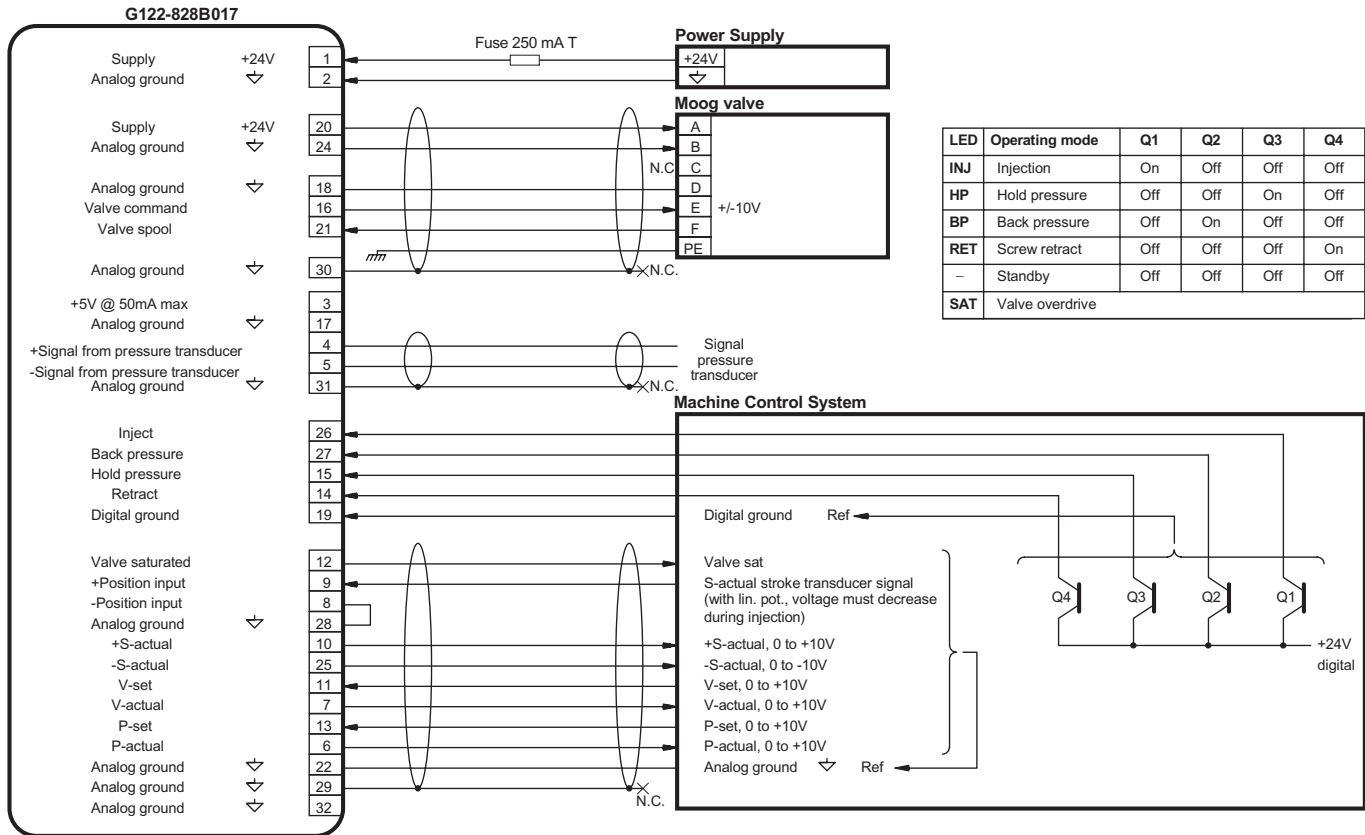 G122-828B017
Supply +24V 1
Analog ground 2
Fuse 250 mA T
Power Supply
+24V
Supply +24V 20
Analog ground 24
Analog ground 18
Valve command 16
Valve spool 21
Analog ground 30
Moog valve
A
B
N.C C
D
E +/-10V
F
PE
N.C.
LED Operating mode Q1 Q2 Q3 Q4
INJ Injection On Off Off Off
HP Hold pressure Off Off On Off
BP Back pressure Off On Off Off
RET Screw retract Off Off Off On
– Standby Off Off Off Off
SAT Valve overdrive
+5V @ 50mA max 3
Analog ground 17
+Signal from pressure transducer 4
-Signal from pressure transducer 5
Analog ground 31
Signal
pressure
transducer
N.C.
Machine Control System
Inject 26
Back pressure 27
Hold pressure 15
Retract 14
Digital ground 19
Digital ground Ref
Valve saturated 12
+Position input 9
-Position input 8
Analog ground 28
+S-actual 10
-S-actual 25
V-set 11
V-actual 7
P-set 13
P-actual 6
Analog ground 22
Analog ground 29
Analog ground 32
N.C.
Valve sat
S-actual stroke transducer signal
(with lin. pot., voltage must decrease
during injection)
+S-actual, 0 to +10V
-S-actual, 0 to -10V
V-set, 0 to +10V
V-actual, 0 to +10V
P-set, 0 to +10V
P-actual, 0 to +10V
Analog ground Ref
Q4 Q3 Q2 Q1
+24V
digital